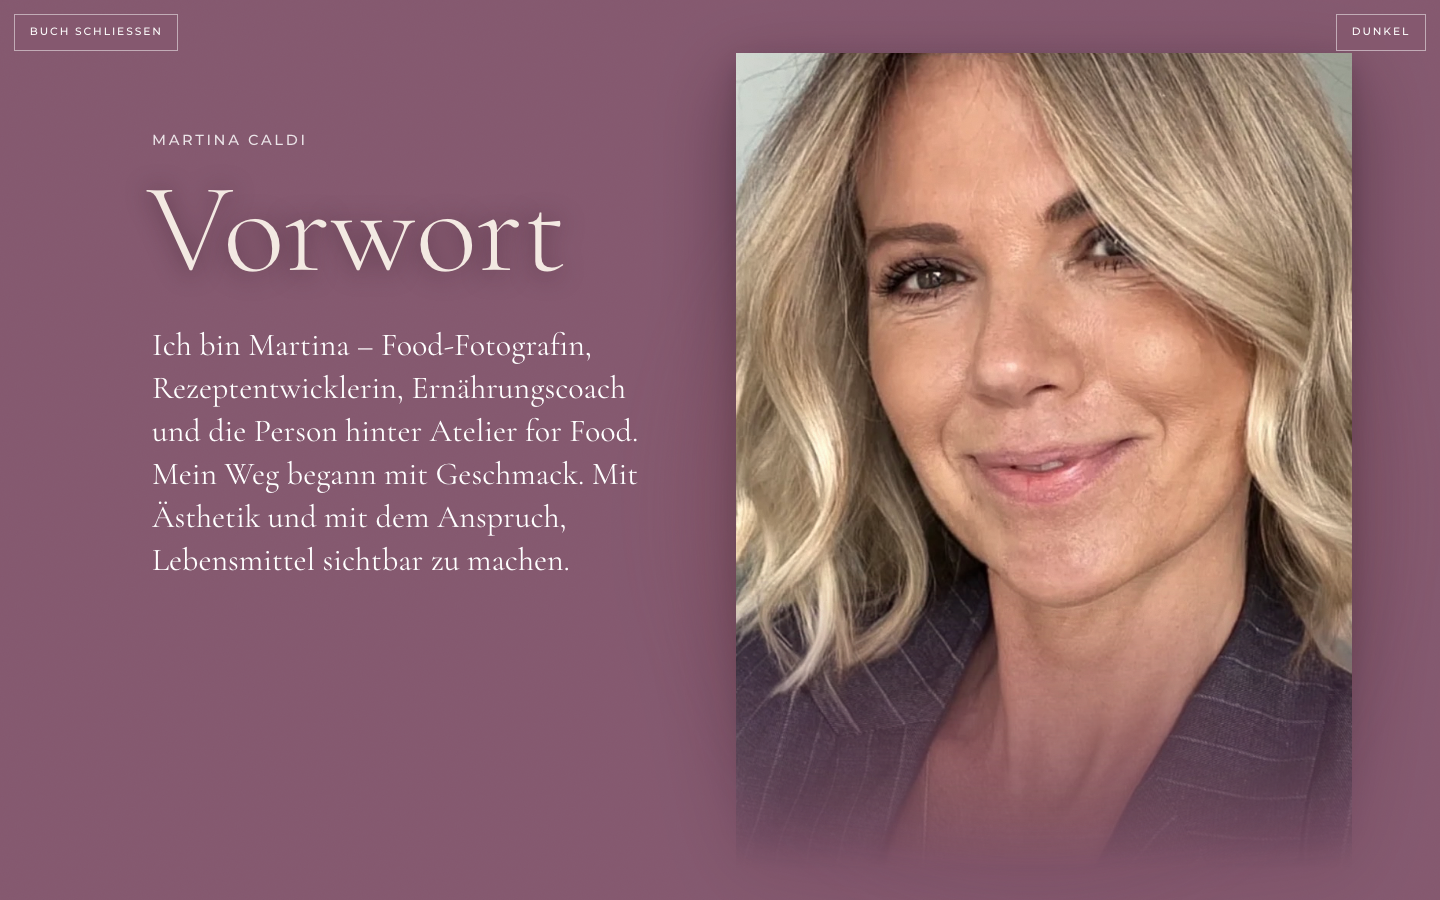 BUCH SCHLIESSEN
DUNKEL
MARTINA CALDI
Vorwort
Ich bin Martina – Food-Fotografin,
Rezeptentwicklerin, Ernährungscoach
und die Person hinter Atelier for Food.
Mein Weg begann mit Geschmack. Mit
Ästhetik und mit dem Anspruch,
Lebensmittel sichtbar zu machen.